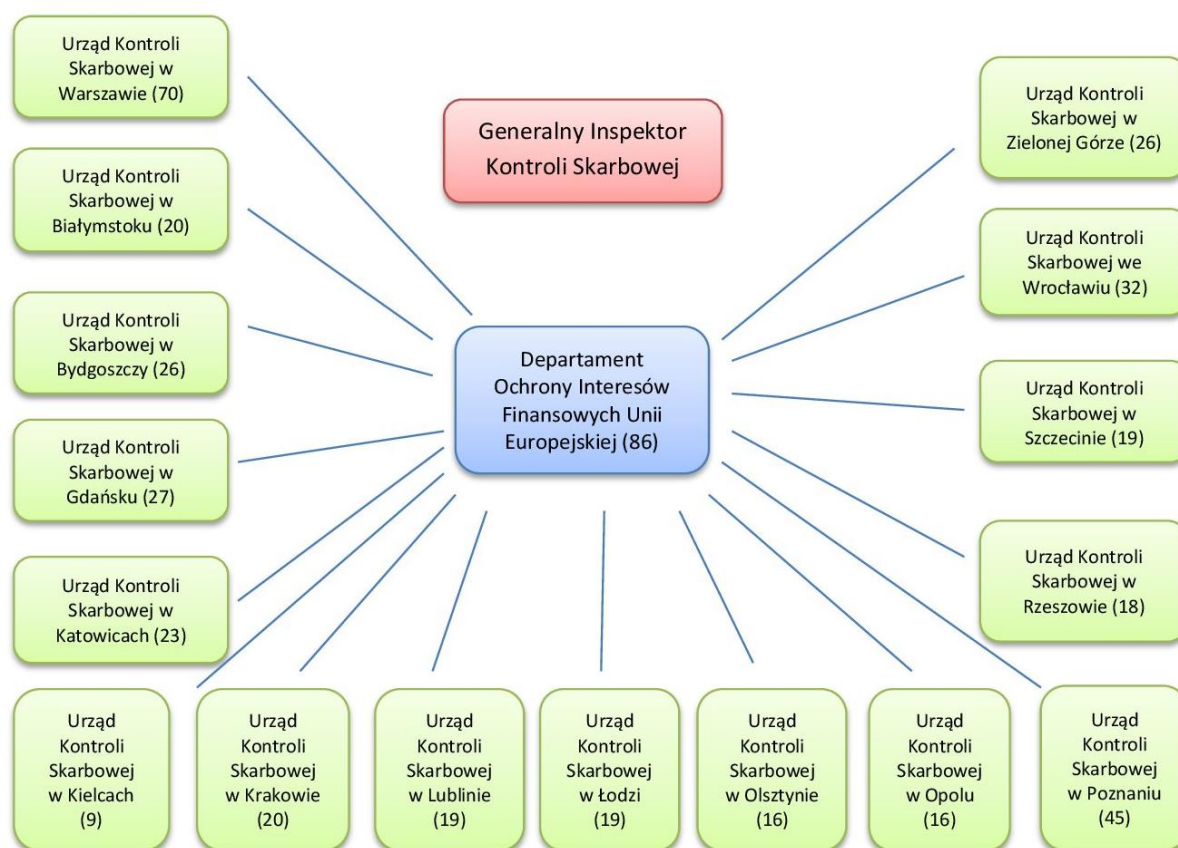 Urząd Kontroli
Skarbowej w
Warszawie (70)
Urząd Kontroli
Skarbowej w
Białymstoku (20)
Urząd Kontroli
Skarbowej w
Bydgoszczy (26)
Urząd Kontroli
Skarbowej w
Gdańsku (27)
Urząd Kontroli
Skarbowej w
Katowicach (23)
Generalny Inspektor
Kontroli Skarbowej
Departament
Ochrony Interesów
Finansowych Unii
Europejskiej (86)
Urząd Kontroli
Skarbowej w
Zielonej Górze (26)
Urząd Kontroli
Skarbowej we
Wrocławiu (32)
Urząd Kontroli
Skarbowej w
Szczecinie (19)
Urząd Kontroli
Skarbowej w
Rzeszowie (18)
Urząd
Kontroli
Skarbowej
w Kielcach
(9)
Urząd
Kontroli
Skarbowej
w Krakowie
(20)
Urząd
Kontroli
Skarbowej
w Lublinie
(19)
Urząd
Kontroli
Skarbowej
w Łodzi
(19)
Urząd
Kontroli
Skarbowej
w Olsztynie
(16)
Urząd
Kontroli
Skarbowej
w Opolu
(16)
Urząd
Kontroli
Skarbowej
w Poznaniu
(45)